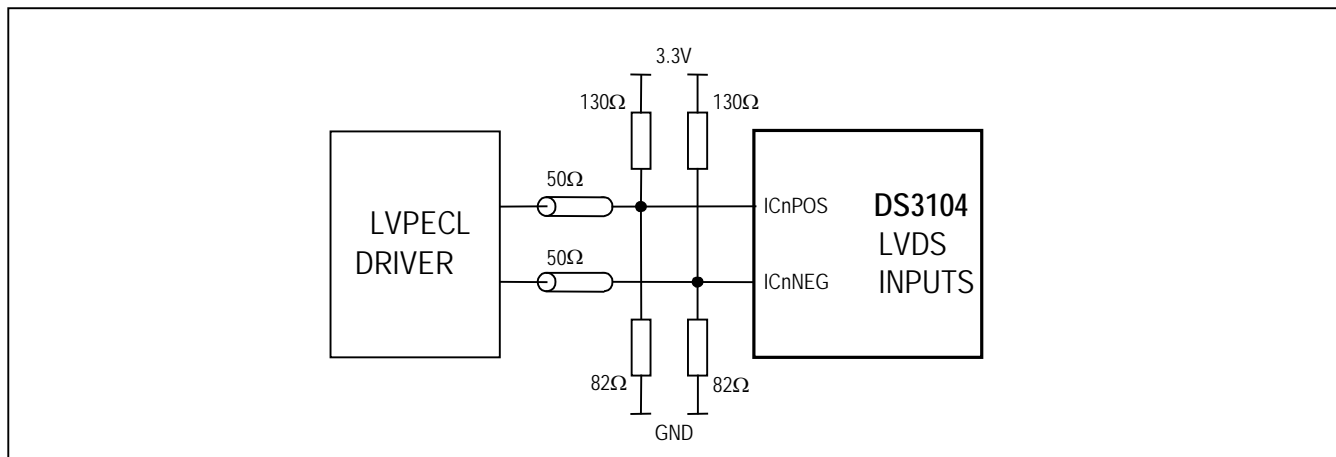 3.3V
130Ω
130Ω
50Ω
LVPECL
DRIVER
50Ω
ICnPOS
ICnNEG
DS3104
LVDS
INPUTS
82Ω
82Ω
GND